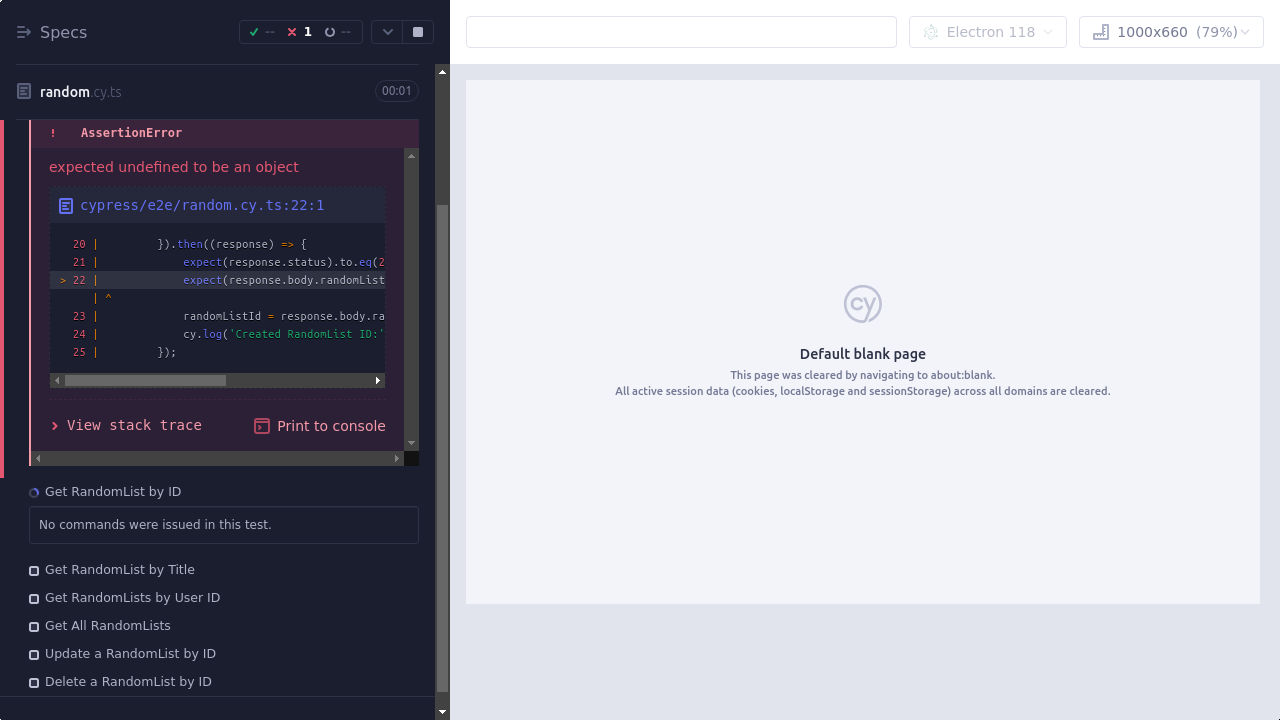 Specs
-- 1 --
Electron 118
1000x660 (79%)
random.cy.ts
00:01
! AssertionError
expected undefined to be an object
cypress/e2e/random.cy.ts:22:1
20 | }).then((response) => {
21 | expect(response.status).to.eq(2
> 22 | expect(response.body.randomList
| ^
23 | randomListId = response.body.ra
24 | cy.log('Created RandomList ID:'
25 | });
View stack trace
Print to console
Get RandomList by ID
No commands were issued in this test.
Get RandomList by Title
Get RandomLists by User ID
Get All RandomLists
Update a RandomList by ID
Delete a RandomList by ID
cy
Default blank page
This page was cleared by navigating to about:blank.
All active session data (cookies, localStorage and sessionStorage) across all domains are cleared.